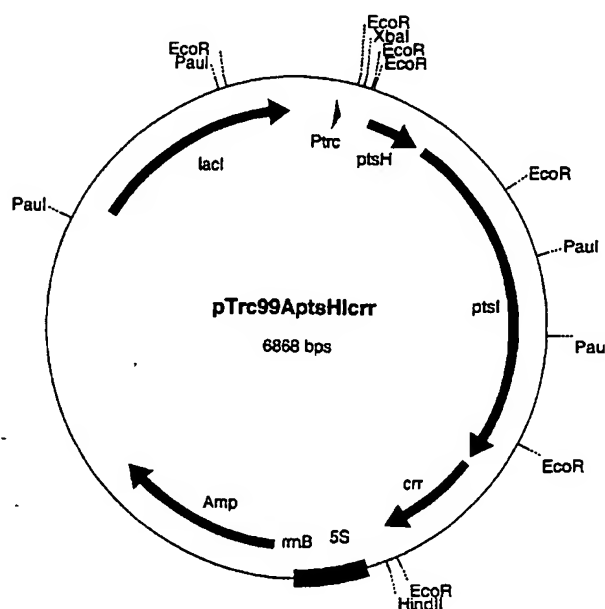 EcoR
XbaI
EcoR
EcoR
EcoR
PauI
lacI
Ptrc
ptsH
EcoR
PauI
PauI
ptsI
pTrc99AptsHIcrr
6868 bps
Pau
EcoR
crr
Amp
rrnB
5S
EcoR
HindII